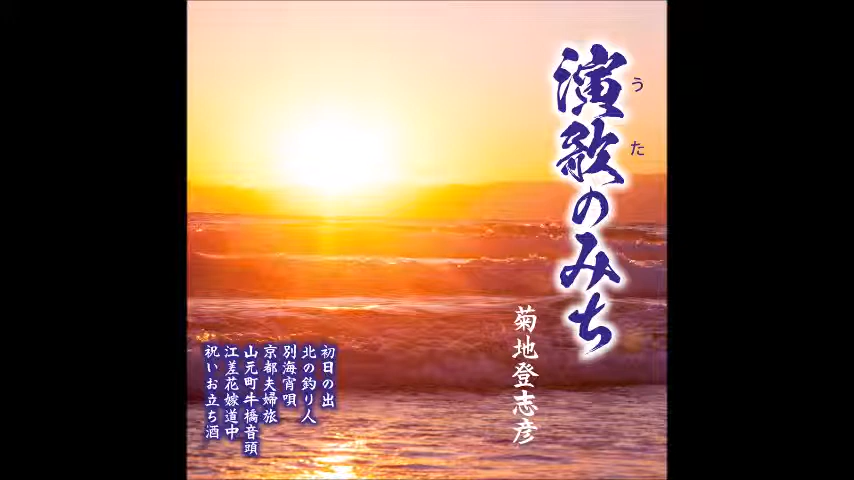 演歌のみち
うた
菊地登志彦
初日の出
北の釣り人
別海宵唄
京都夫婦旅
山元町牛橋音頭
江差花嫁道中
祝いお立ち酒